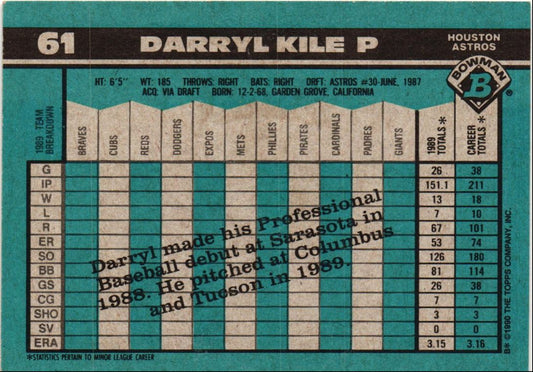 61
DARRYL KILE P
HOUSTON
ASTROS
HT: 6'5" WT: 185 THROWS: RIGHT BATS: RIGHT DRFT: ASTROS #30-JUNE, 1987
ACQ: VIA DRAFT BORN: 12-2-68, GARDEN GROVE, CALIFORNIA
BOWMAN
B
®
1989 TEAM
BREAKDOWN
BRAVES CUBS REDS DODGERS EXPOS METS PHILLIES PIRATES CARDINALS PADRES GIANTS 1989 TOTALS * CAREER TOTALS *
G 26 38
IP 151.1 211
W 13 18
L 7 10
R 67 101
ER 53 74
SO 126 180
BB 81 114
GS 26 38
CG 7 7
SHO 3 3
SV 0 0
ERA 3.15 3.16
Darryl made his Professional
Baseball debut at Sarasota in
1988. He pitched at Columbus
and Tucson in 1989.
*STATISTICS PERTAIN TO MINOR LEAGUE CAREER
B* © 1990 THE TOPPS COMPANY, INC.